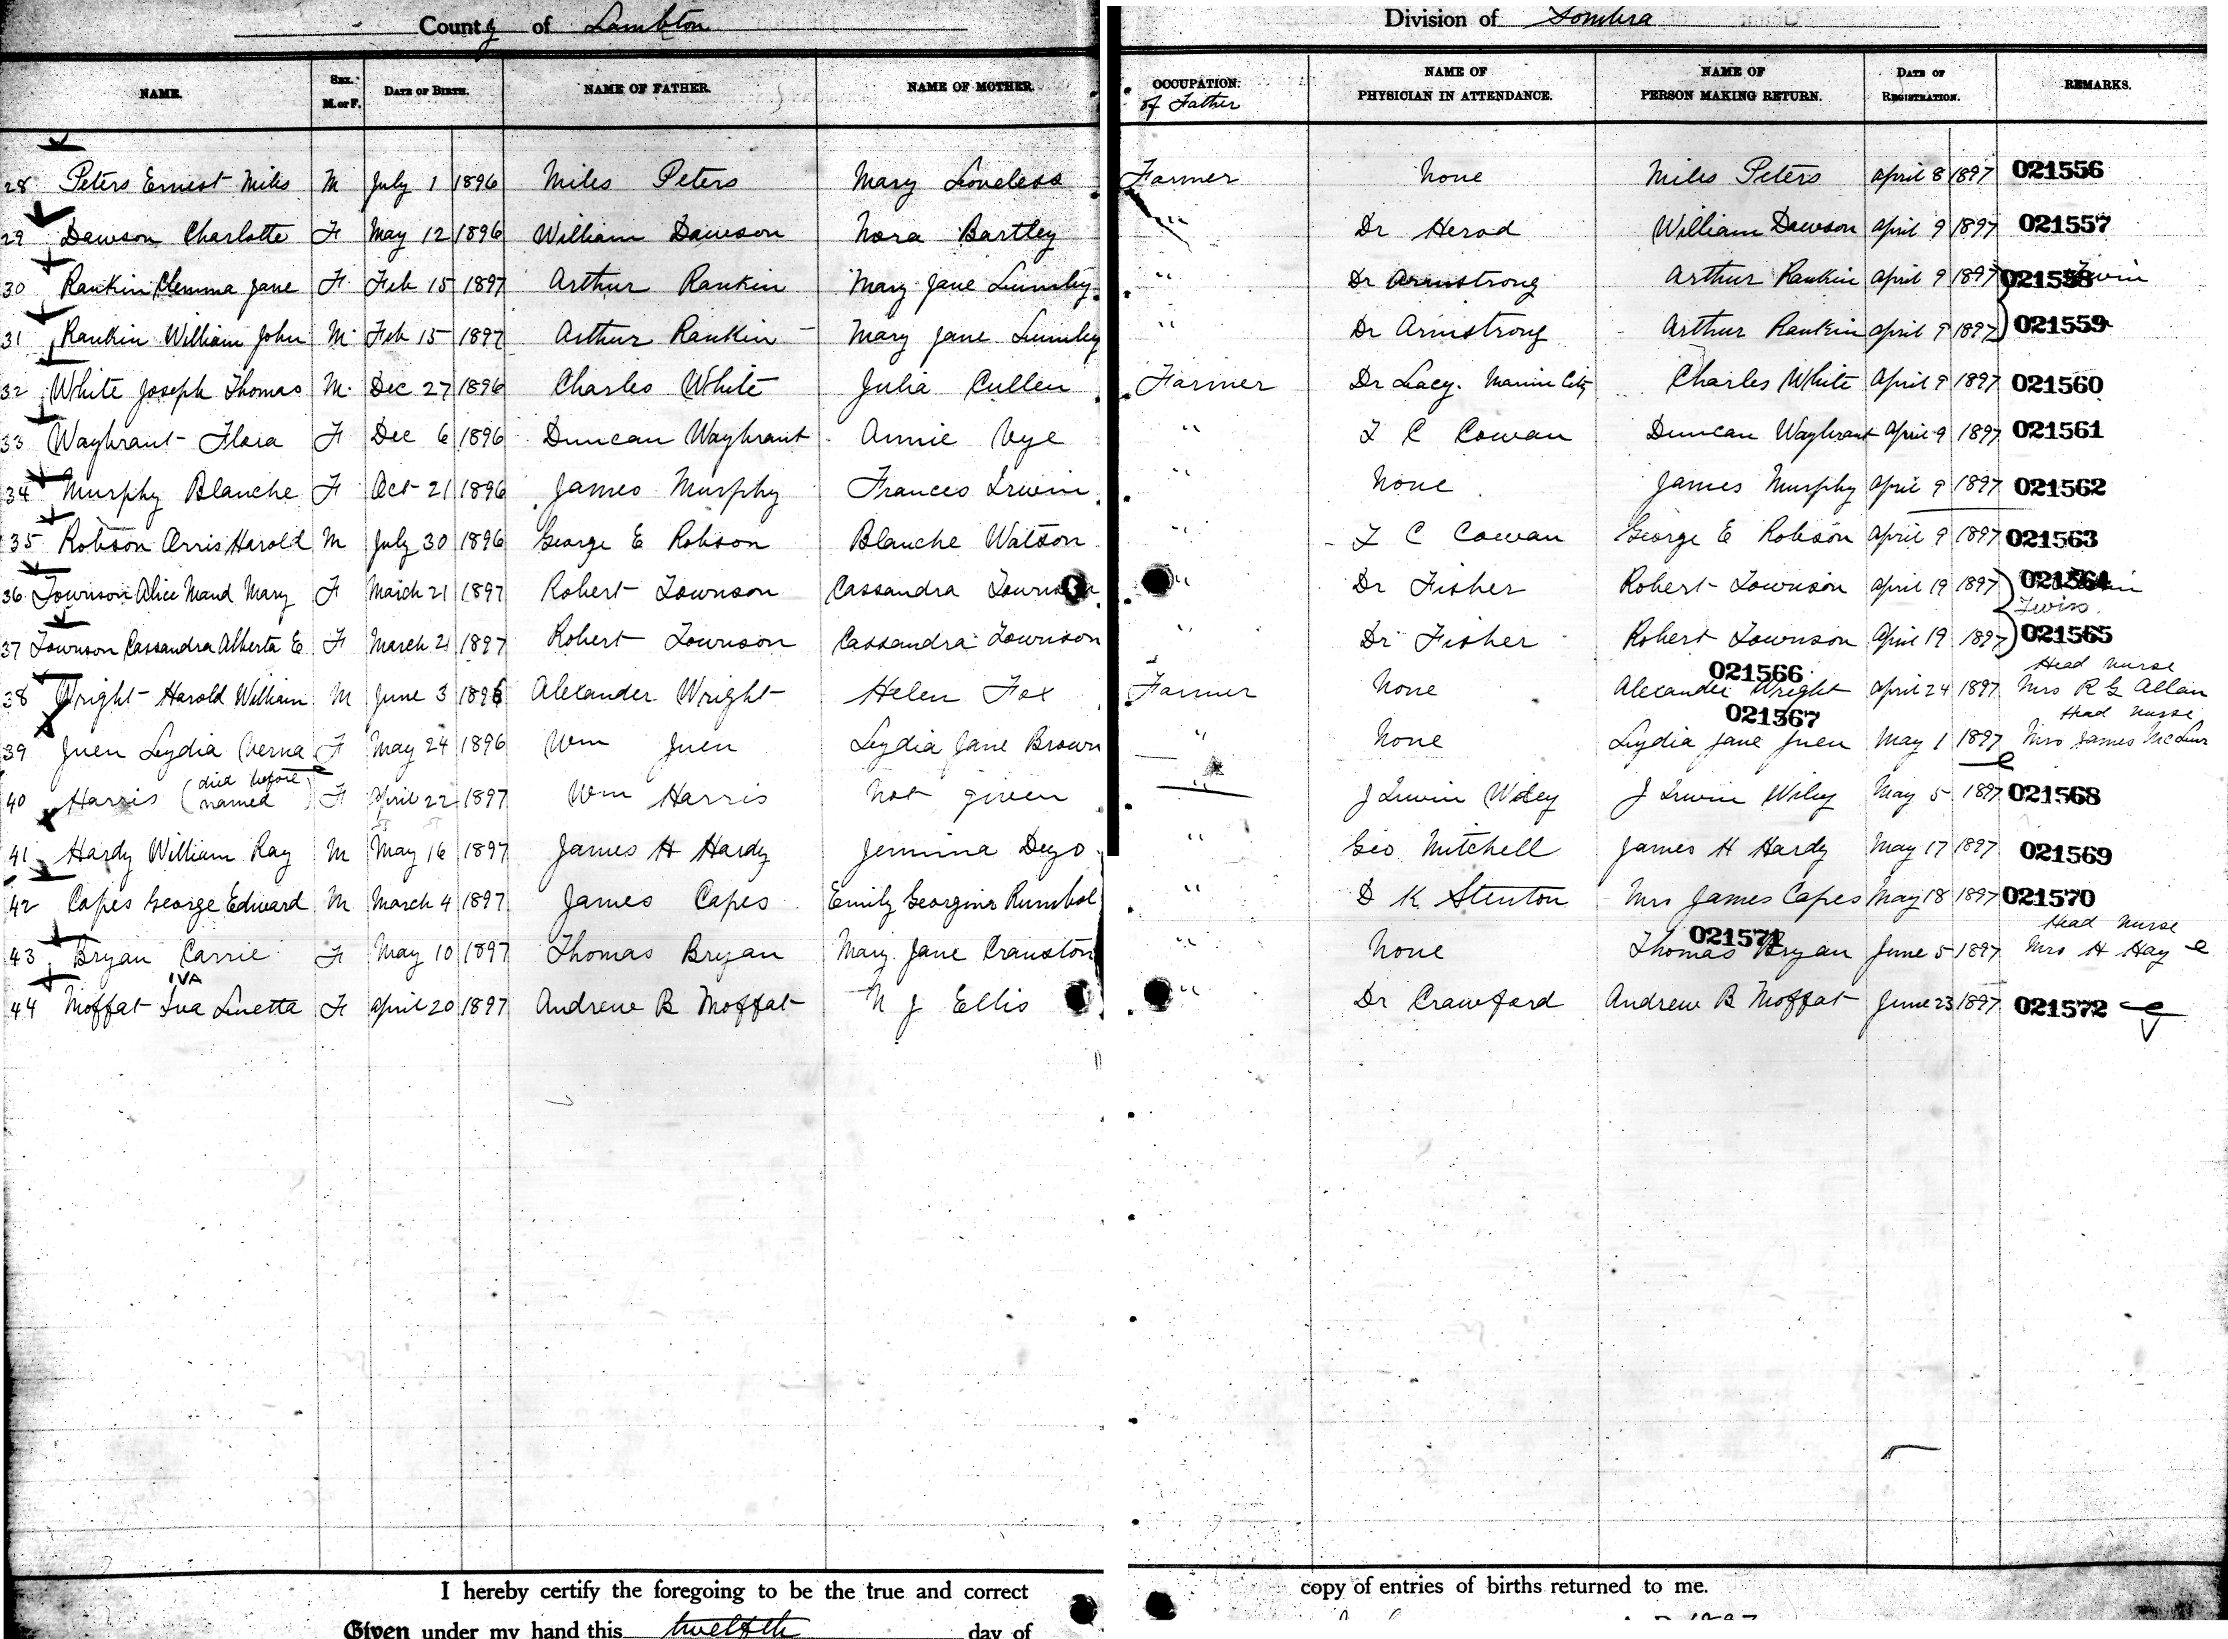 County of Lambton Division of Sombra
NAME. SEX. M. or F. DATE OF BIRTH. NAME OF FATHER. NAME OF MOTHER. OCCUPATION. of Father NAME OF PHYSICIAN IN ATTENDANCE. NAME OF PERSON MAKING RETURN. DATE OF REGISTRATION. REMARKS.
28 Peters Ernest Miles M July 1 1896 Miles Peters Mary Loveless Farmer None Miles Peters April 8 1897 021556
29 Dawson Charlotte F May 12 1896 William Dawson Nora Bartley " Dr Herod William Dawson April 9 1897 021557
30 Rankin Clemma Jane F Feb 15 1897 Arthur Rankin Mary Jane Lumley " Dr Armstrong Arthur Rankin April 9 1897 021558 Twin
31 Rankin William John M Feb 15 1897 Arthur Rankin Mary Jane Lumley " Dr Armstrong Arthur Rankin April 9 1897 021559
32 White Joseph Thomas M. Dec 27 1896 Charles White Julia Cullen Farmer Dr Lacy. Marine City Charles White April 9 1897 021560
33 Waybrant Flora F Dec 6 1896 Duncan Waybrant Annie Nye " T C Cowan Duncan Waybrant April 9 1897 021561
34 Murphy Blanche F Oct 21 1896 James Murphy Frances Irwin " None James Murphy April 9 1897 021562
35 Robson Orris Harold M July 30 1896 George E Robson Blanche Watson " T C Cowan George E Robson April 9 1897 021563
36 Townson Alice Maud Mary F March 21 1897 Robert Townson Cassandra Townson " Dr Fisher Robert Townson April 19 1897 021564
Twins
37 Townson Cassandra Alberta E F March 21 1897 Robert Townson Cassandra Townson " Dr Fisher Robert Townson April 19 1897 021565
021566 Head Nurse
38 Wright Harold William M June 3 1896 Alexander Wright Helen Fox Farmer None Alexander Wright April 24 1897 Mrs R G Allan
021567 Head Nurse
39 Juen Lydia Verna F May 24 1896 Wm Juen Lydia Jane Brown " None Lydia Jane Juen May 1 1897 Mrs James
40 Harris (died before named) F April 22 1897 Wm Harris Not given " J Irwin Wiley J Irwin Wiley May 5 1897 021568
41 Hardy William Ray M May 16 1897 James H Hardy Jemima Deyo " Geo Mitchell James H Hardy May 17 1897 021569
42 Capes George Edward M March 4 1897 James Capes Emily Georgina Rumbol " D K Stenton Mrs James Capes May 18 1897 021570
021571 Head Nurse
43 Bryan Carrie F May 10 1897 Thomas Bryan Mary Jane Cranston " None Thomas Bryan June 5 1897 Mrs H Hay
IVA
44 Moffat Iva Linetta F April 20 1897 Andrew B Moffat N J Ellis " Dr Crawford Andrew B Moffat June 23 1897 021572
I hereby certify the foregoing to be the true and correct copy of entries of births returned to me.
Given under my hand this twelfth day of